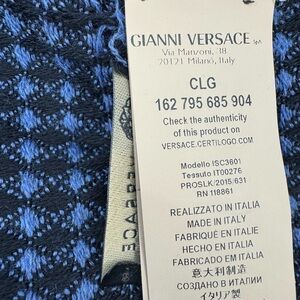 GIANNI VERSACE SpA
Via Manzoni, 38
20121 Milano, Italy
CLG
162 795 685 904
Check the authenticity
of this product on
VERSACE.CERTILOGO.COM
Modello ISC3601
Tessuto IT00276
PROSLK/2015/631
RN 118861
REALIZZATO IN ITALIA
MADE IN ITALY
FABRIQUÉ EN ITALIE
HECHO EN ITALIA
FABRICADO EM ITALIA
意大利制造
СОЗДАНО В ИТАЛИИ
イタリア製